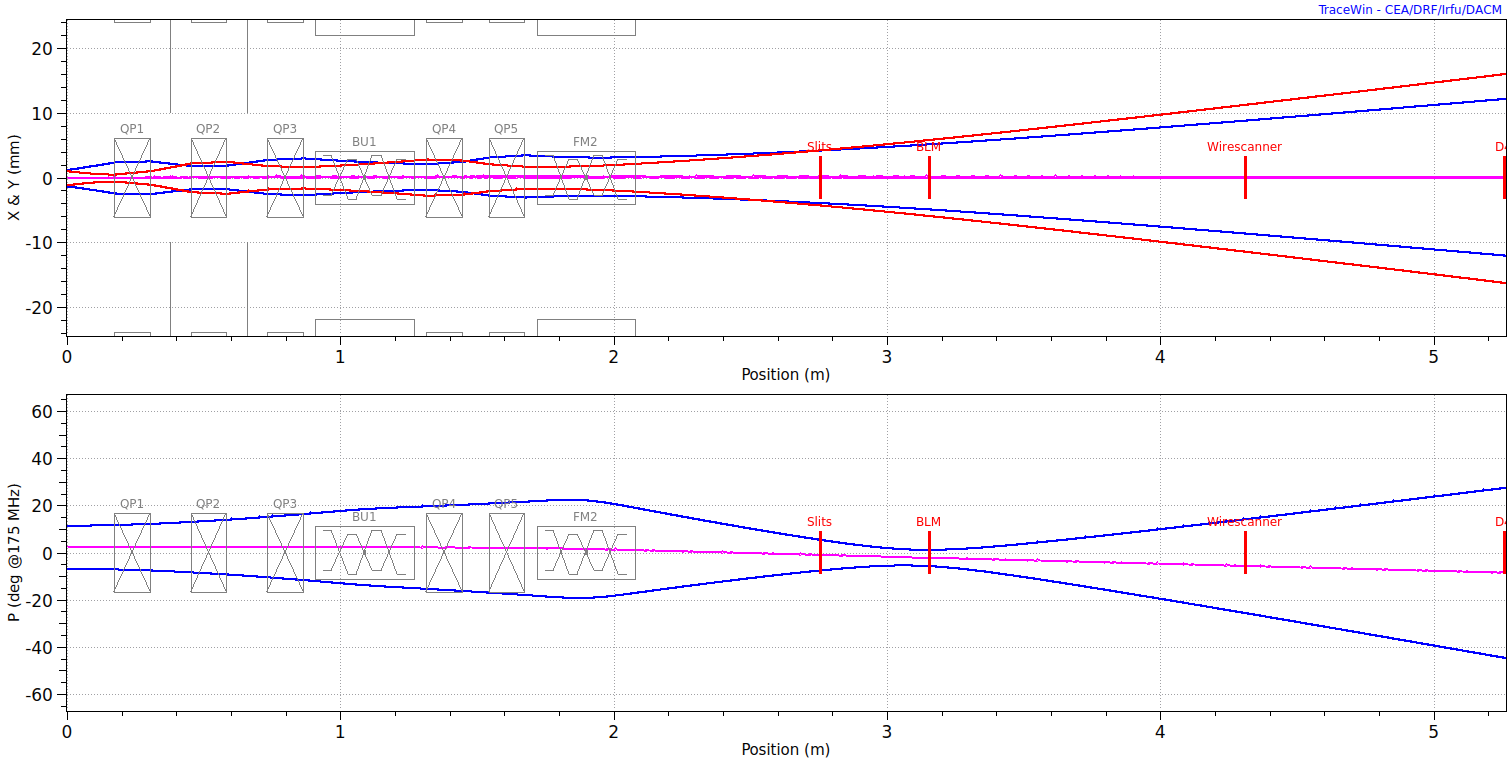 TraceWin - CEA/DRF/Irfu/DACM
X & Y (mm)
20
10
0
-10
-20
QP1 QP2 QP3 BU1 QP4 QP5 FM2 Slits BLM Wirescanner D4
0 1 2 3 4 5
Position (m)
P (deg @175 MHz)
60
40
20
0
-20
-40
-60
QP1 QP2 QP3 BU1 QP4 QP5 FM2 Slits BLM Wirescanner D4
0 1 2 3 4 5
Position (m)